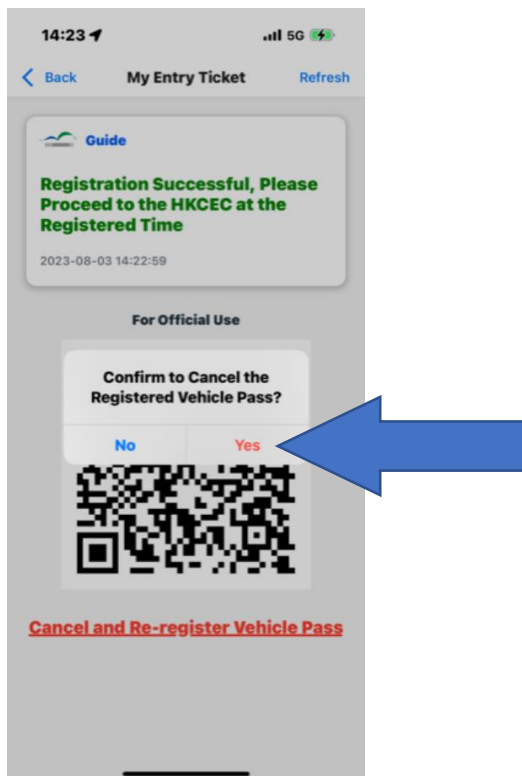 14:23 5G
Back My Entry Ticket Refresh
Guide
Registration Successful, Please
Proceed to the HKCEC at the
Registered Time
2023-08-03 14:22:59
For Official Use
Confirm to Cancel the
Registered Vehicle Pass?
No Yes
Cancel and Re-register Vehicle Pass